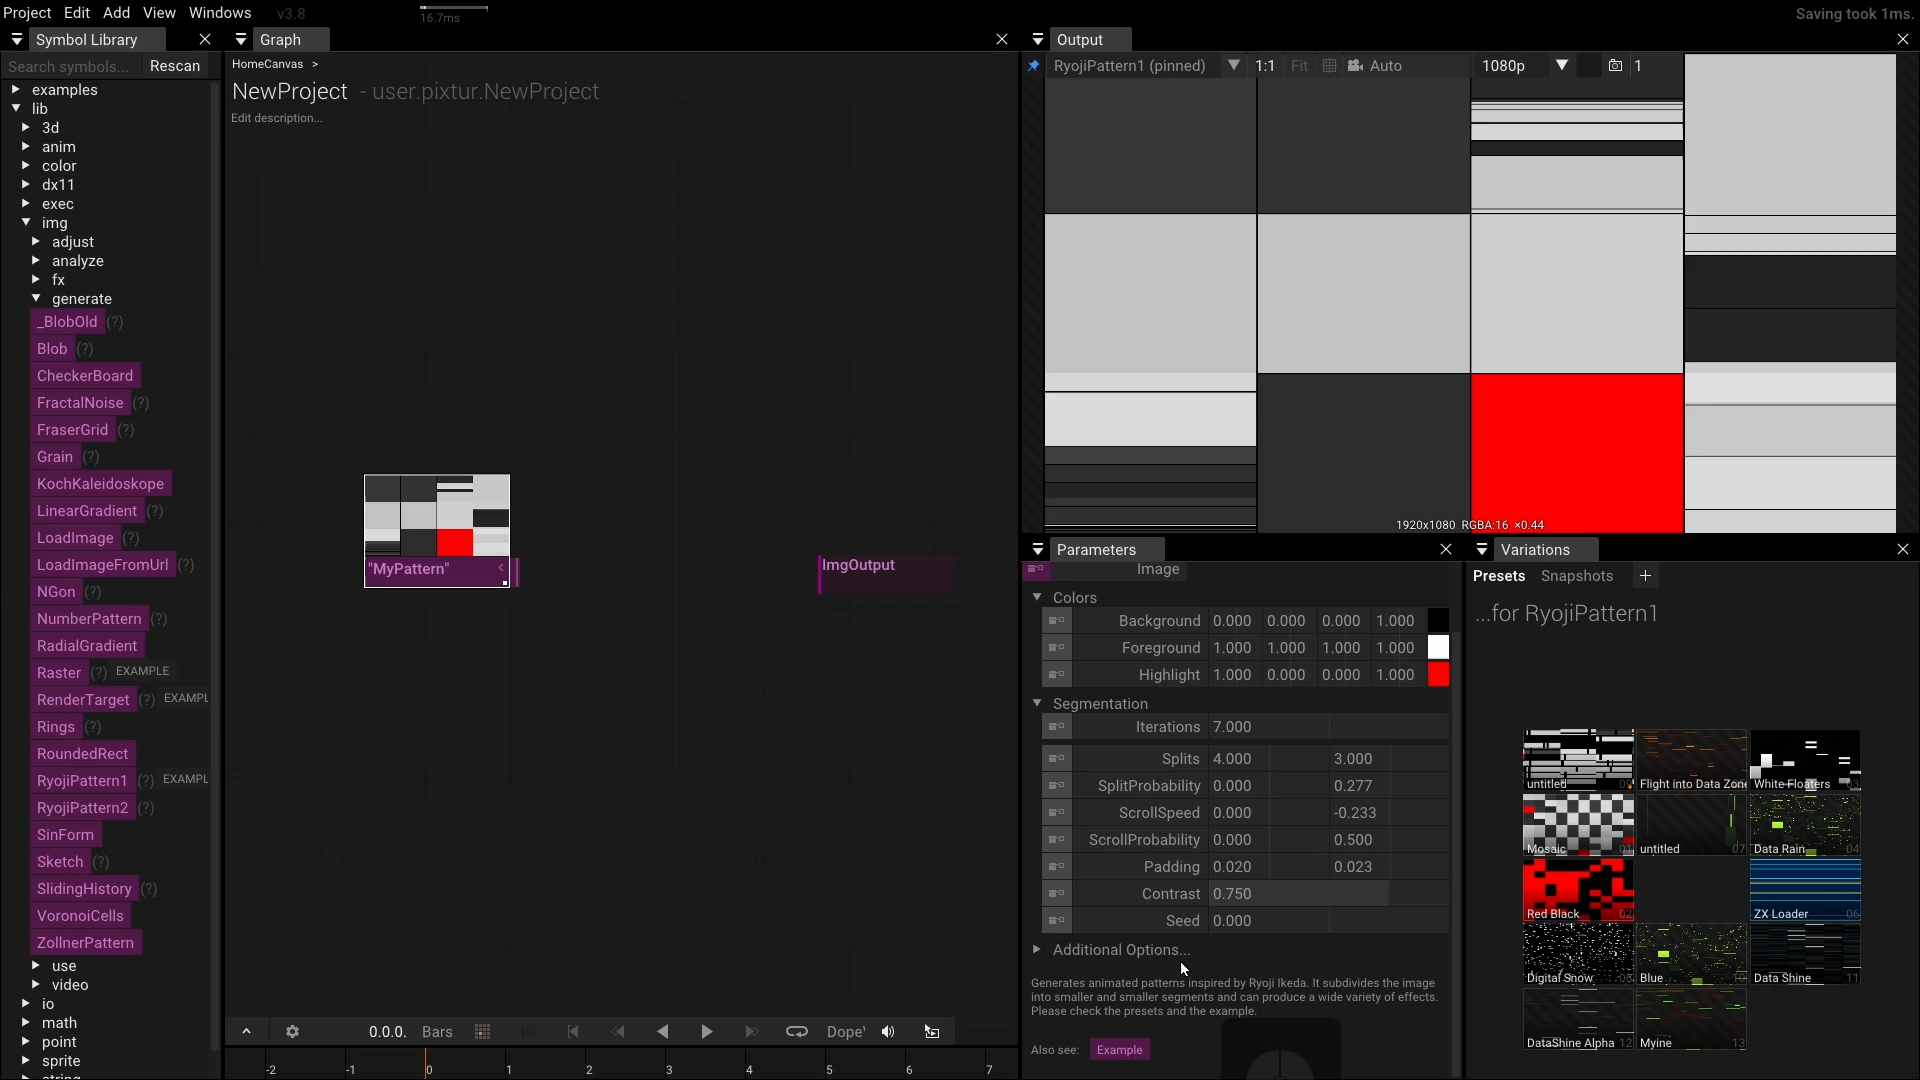 Project Edit Add View Windows v3.8 16.7ms Saving took 1ms.
Symbol Library
Search symbols... Rescan
examples
lib
3d
anim
color
dx11
exec
img
adjust
analyze
fx
generate
_BlobOld (?)
Blob (?)
CheckerBoard
FractalNoise (?)
FraserGrid (?)
Grain (?)
KochKaleidoskope
LinearGradient (?)
LoadImage (?)
LoadImageFromUrl (?)
NGon (?)
NumberPattern (?)
RadialGradient
Raster (?) EXAMPLE
RenderTarget (?) EXAMPL
Rings (?)
RoundedRect
RyojiPattern1 (?) EXAMPL
RyojiPattern2 (?)
SinForm
Sketch (?)
SlidingHistory (?)
VoronoiCells
ZollnerPattern
use
video
io
math
point
sprite
Graph
HomeCanvas >
NewProject - user.pixtur.NewProject
Edit description...
"MyPattern" <
ImgOutput
0.0.0. Bars Dope
-2 -1 0 1 2 3 4 5 6 7
Output
RyojiPattern1 (pinned) 1:1 Fit Auto 1080p 1
1920x1080 RGBA:16 ×0.44
Parameters
Image
Colors
Background 0.000 0.000 0.000 1.000
Foreground 1.000 1.000 1.000 1.000
Highlight 1.000 0.000 0.000 1.000
Segmentation
Iterations 7.000
Splits 4.000 3.000
SplitProbability 0.000 0.277
ScrollSpeed 0.000 -0.233
ScrollProbability 0.000 0.500
Padding 0.020 0.023
Contrast 0.750
Seed 0.000
Additional Options...
Generates animated patterns inspired by Ryoji Ikeda. It subdivides the image
into smaller and smaller segments and can produce a wide variety of effects.
Please check the presets and the example.
Also see: Example
Variations
Presets Snapshots +
...for RyojiPattern1
untitled Flight into Data Zone White Floaters
Mosaic 01 untitled 07 Data Rain 04
Red Black 02 ZX Loader 06
Digital Snow Blue 10 Data Shine 11
DataShine Alpha 12 Myine 13